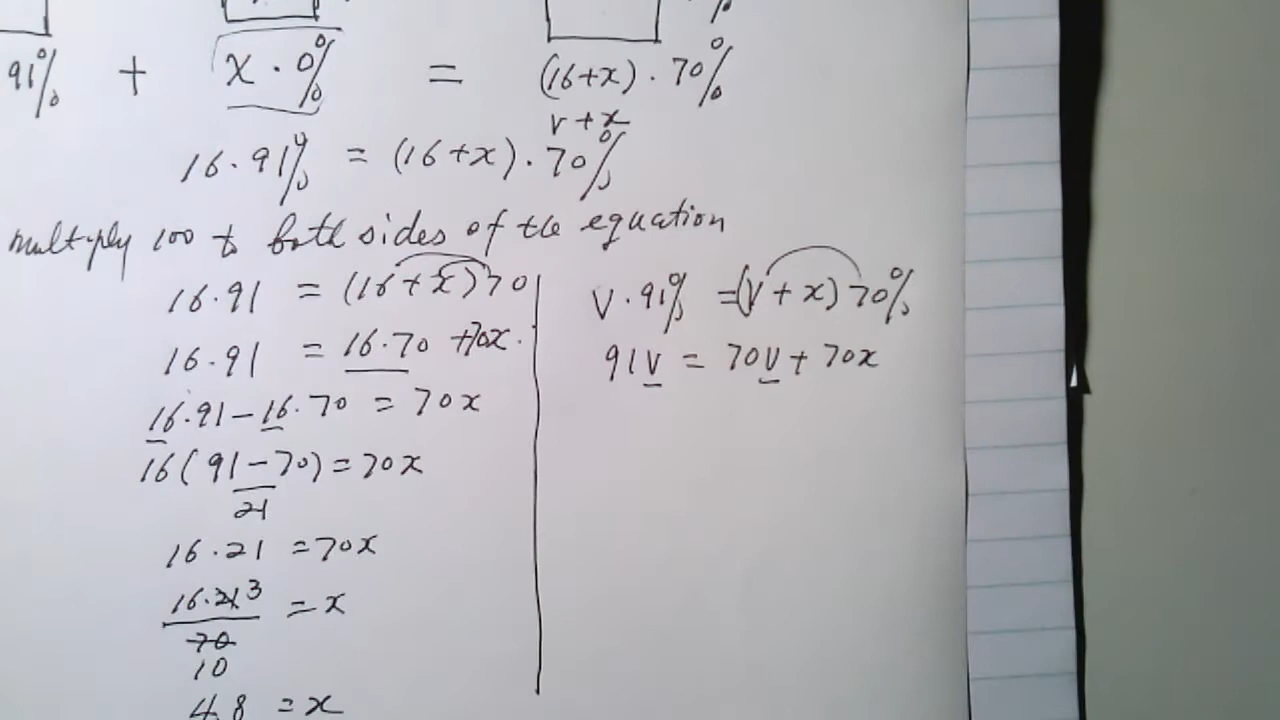 91% + x · 0% = (16+x) · 70%
v + x
16 · 91% = (16+x) · 70%
multiply 100 to both sides of the equation
16 · 91 = (16+x)70
16 · 91 = 16 · 70 + 70x
16 · 91 – 16 · 70 = 70x
16(91 – 70) = 70x
21
16 · 21 = 70x
16 · 21 3 = x
70
10
4.8 = x
V · 91% = (V + x) 70%
91V = 70V + 70x